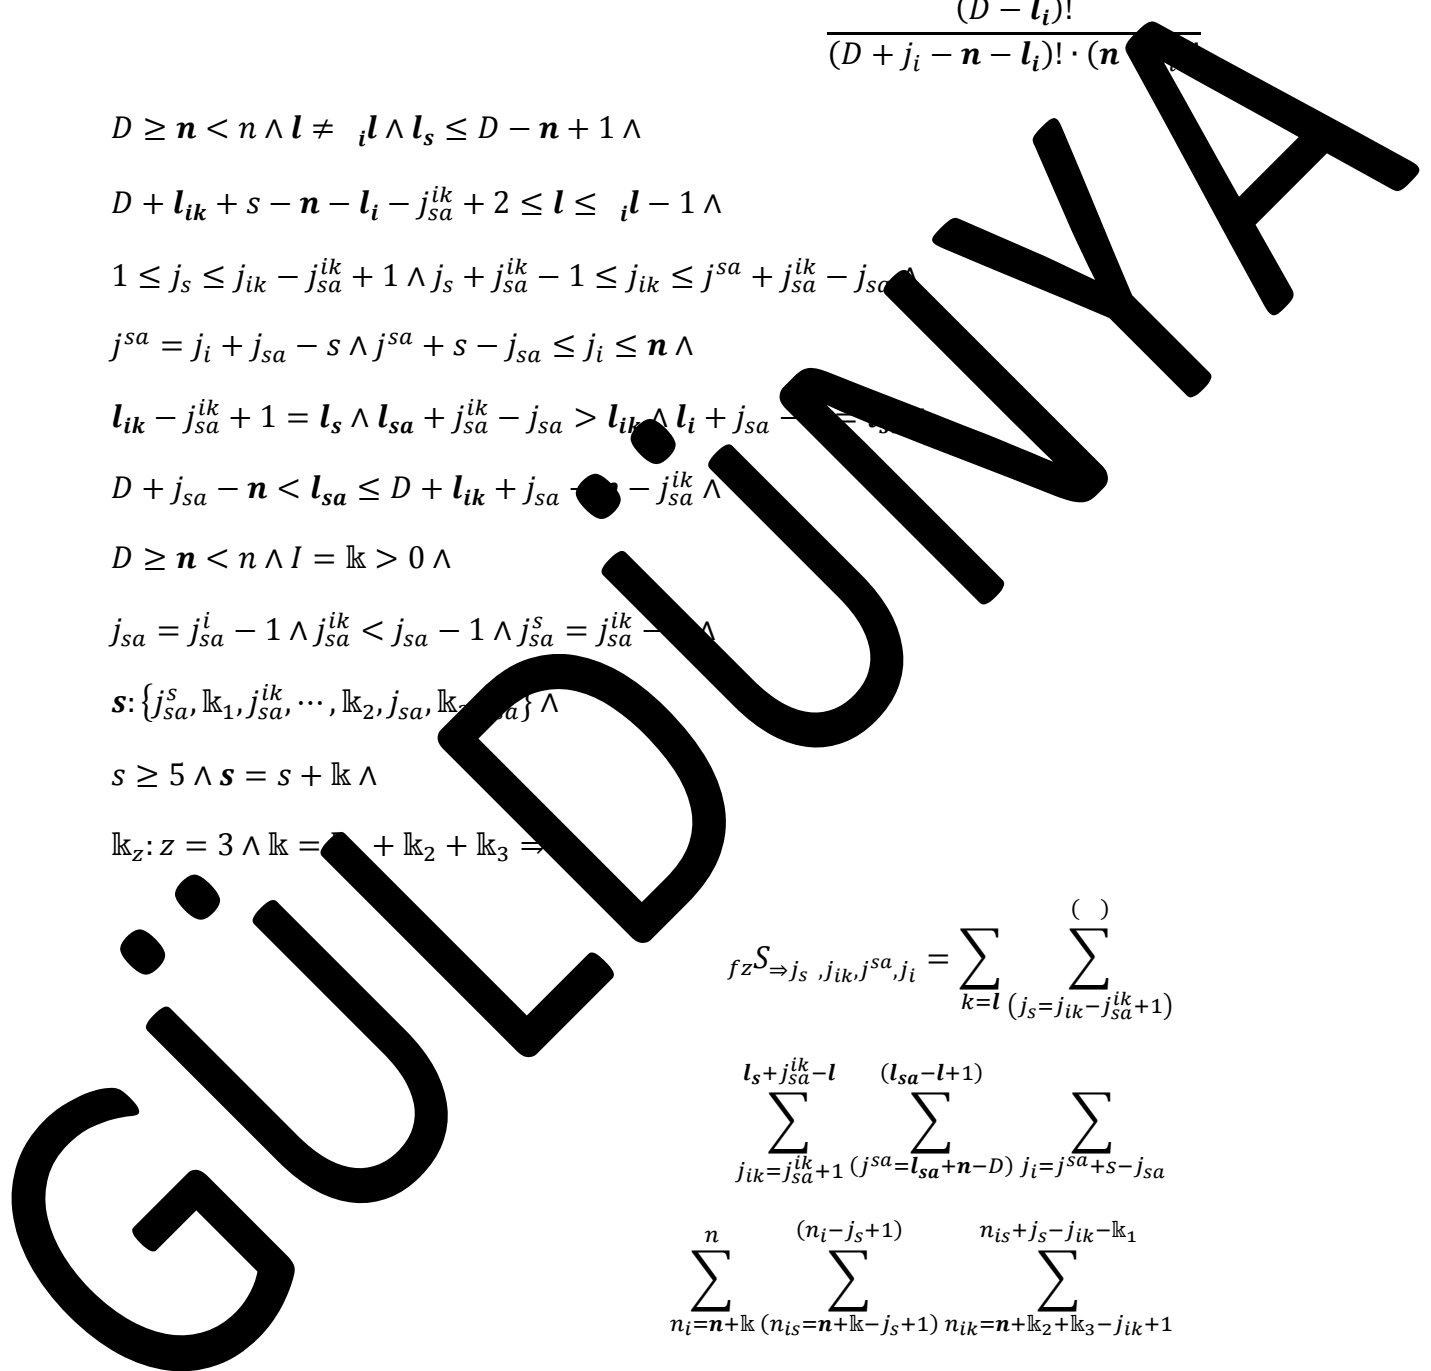 (D − l_i)!
(D + j_i − n − l_i)! · (n
D ≥ n < n ∧ l ≠ _i l ∧ l_s ≤ D − n + 1 ∧
D + l_ik + s − n − l_i − j_sa^ik + 2 ≤ l ≤ _i l − 1 ∧
1 ≤ j_s ≤ j_ik − j_sa^ik + 1 ∧ j_s + j_sa^ik − 1 ≤ j_ik ≤ j^sa + j_sa^ik − j_sa ∧
j^sa = j_i + j_sa − s ∧ j^sa + s − j_sa ≤ j_i ≤ n ∧
l_ik − j_sa^ik + 1 = l_s ∧ l_sa + j_sa^ik − j_sa > l_ik ∧ l_i + j_sa − =
D + j_sa − n < l_sa ≤ D + l_ik + j_sa − − j_sa^ik ∧
D ≥ n < n ∧ I = 𝕜 > 0 ∧
j_sa = j_sa^i − 1 ∧ j_sa^ik < j_sa − 1 ∧ j_sa^s = j_sa^ik − ∧
s: {j_sa^s, 𝕜_1, j_sa^ik, ⋯ , 𝕜_2, j_sa, } ∧
s ≥ 5 ∧ s = s + 𝕜 ∧
𝕜_z: z = 3 ∧ 𝕜 = + 𝕜_2 + 𝕜_3 ⇒
( )
_fz S_⇒j_s ,j_ik,j^sa,j_i = ∑ ∑
k=l (j_s=j_ik−j_sa^ik+1)
l_s+j_sa^ik−l (l_sa−l+1)
∑ ∑ ∑
j_ik=j_sa^ik+1 (j^sa=l_sa+n−D) j_i=j^sa+s−j_sa
n (n_i−j_s+1) n_is+j_s−j_ik−𝕜_1
∑ ∑ ∑
n_i=n+𝕜 (n_is=n+𝕜−j_s+1) n_ik=n+𝕜_2+𝕜_3−j_ik+1
GÜLDÜNYA